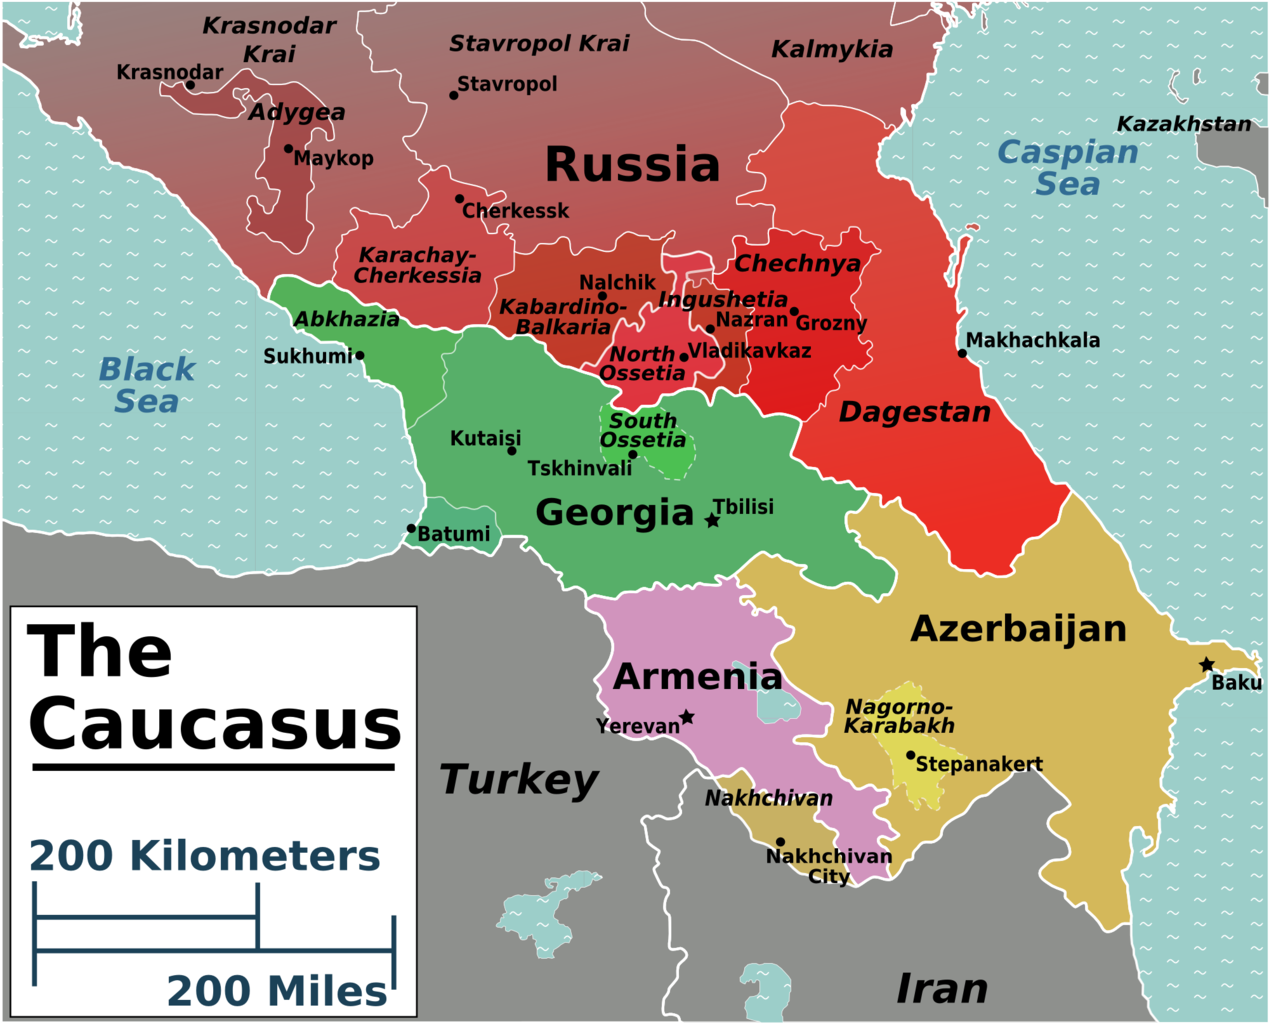 Krasnodar
Krai
Stavropol Krai
Kalmykia
Krasnodar
Stavropol
Adygea
Kazakhstan
Maykop
Russia
Caspian
Sea
Cherkessk
Karachay-
Cherkessia
Chechnya
Nalchik
Ingushetia
Kabardino-
Balkaria
Abkhazia
Nazran
Grozny
Sukhumi
North
Ossetia
Vladikavkaz
Makhachkala
Black
Sea
Dagestan
South
Ossetia
Kutaisi
Tskhinvali
Georgia
Tbilisi
Batumi
Azerbaijan
Armenia
Baku
Nagorno-
Karabakh
Yerevan
Stepanakert
Turkey
Nakhchivan
Nakhchivan
City
Iran
The
Caucasus
200 Kilometers
200 Miles